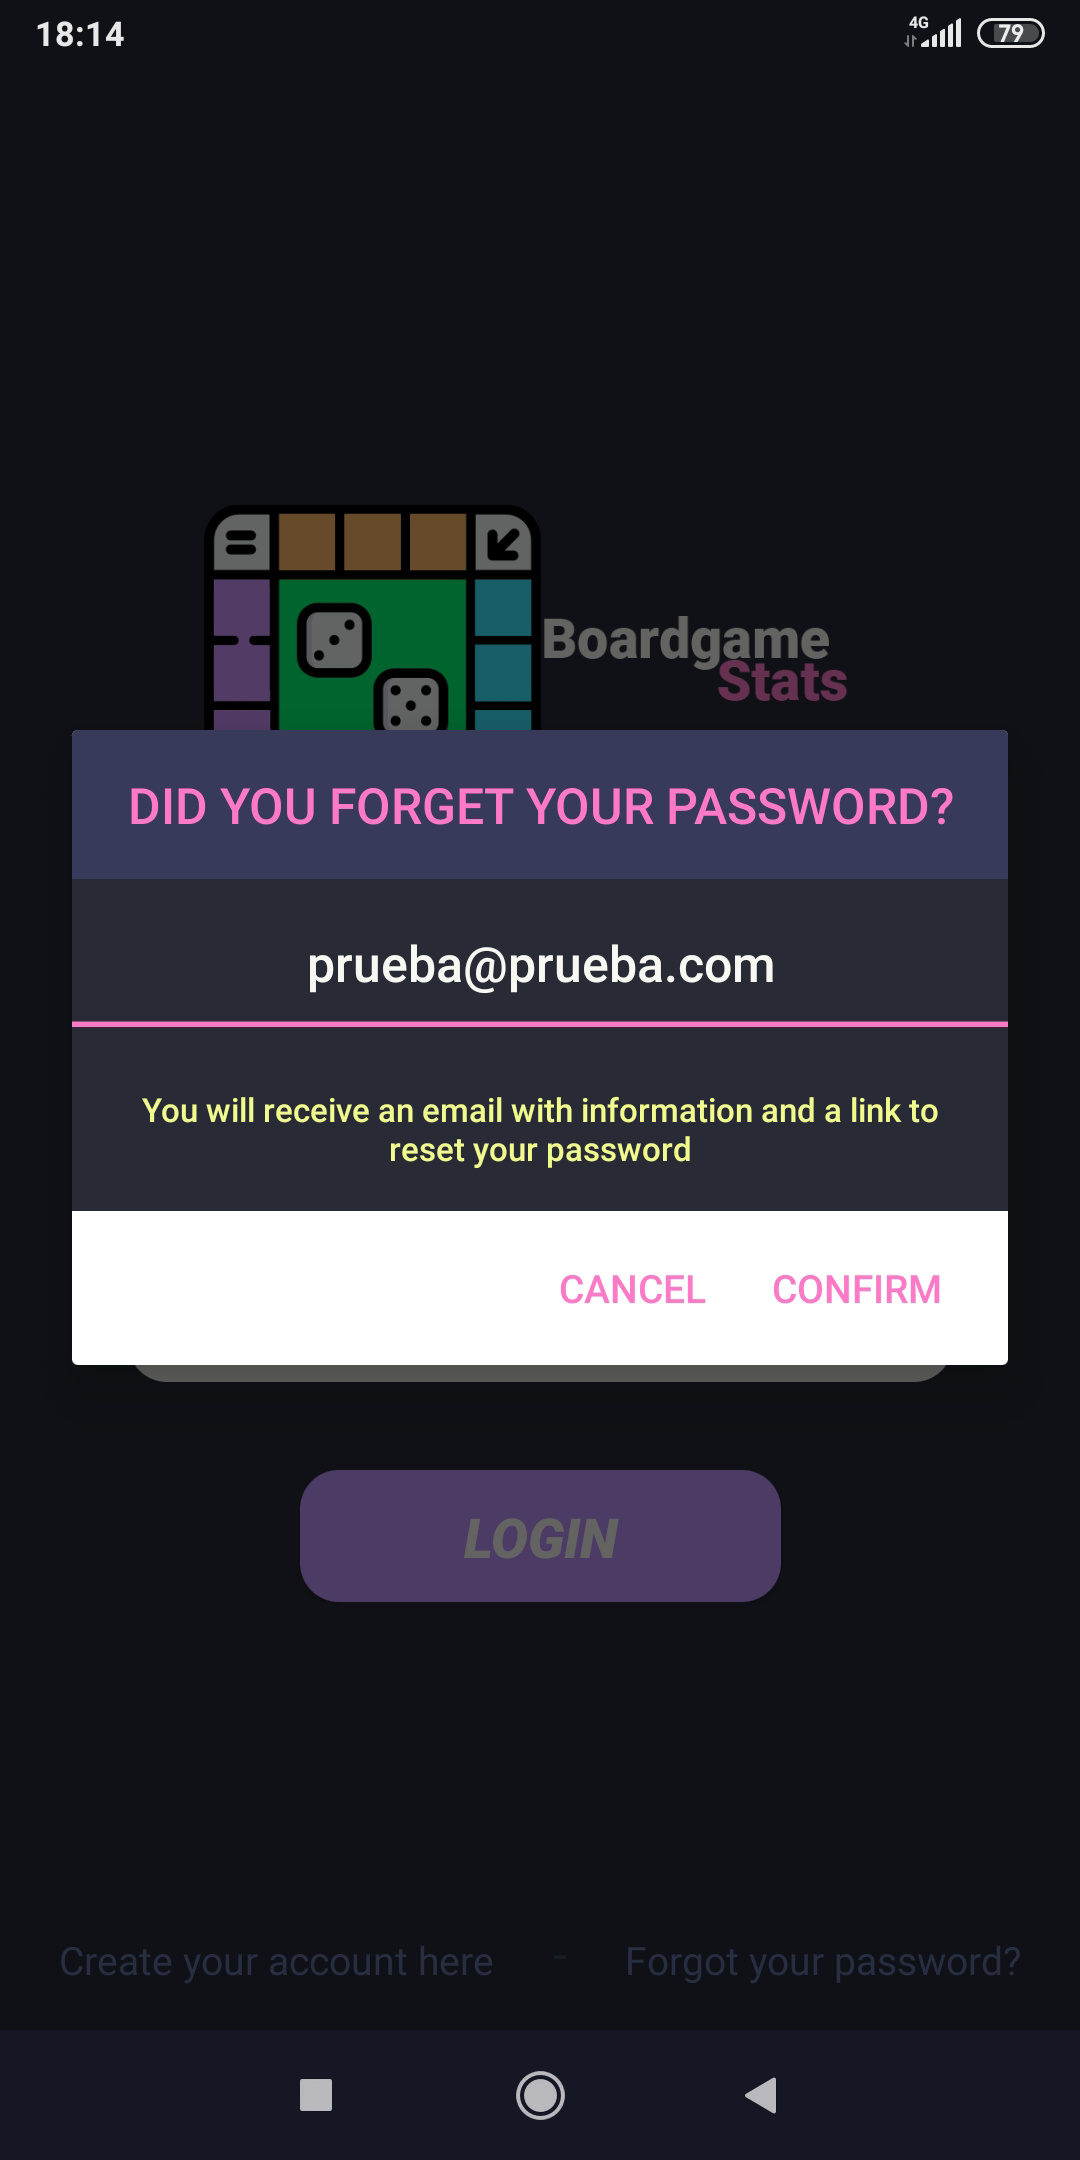 18:14
4G
79
Boardgame
Stats
DID YOU FORGET YOUR PASSWORD?
prueba@prueba.com
You will receive an email with information and a link to
reset your password
CANCEL CONFIRM
LOGIN
Create your account here - Forgot your password?